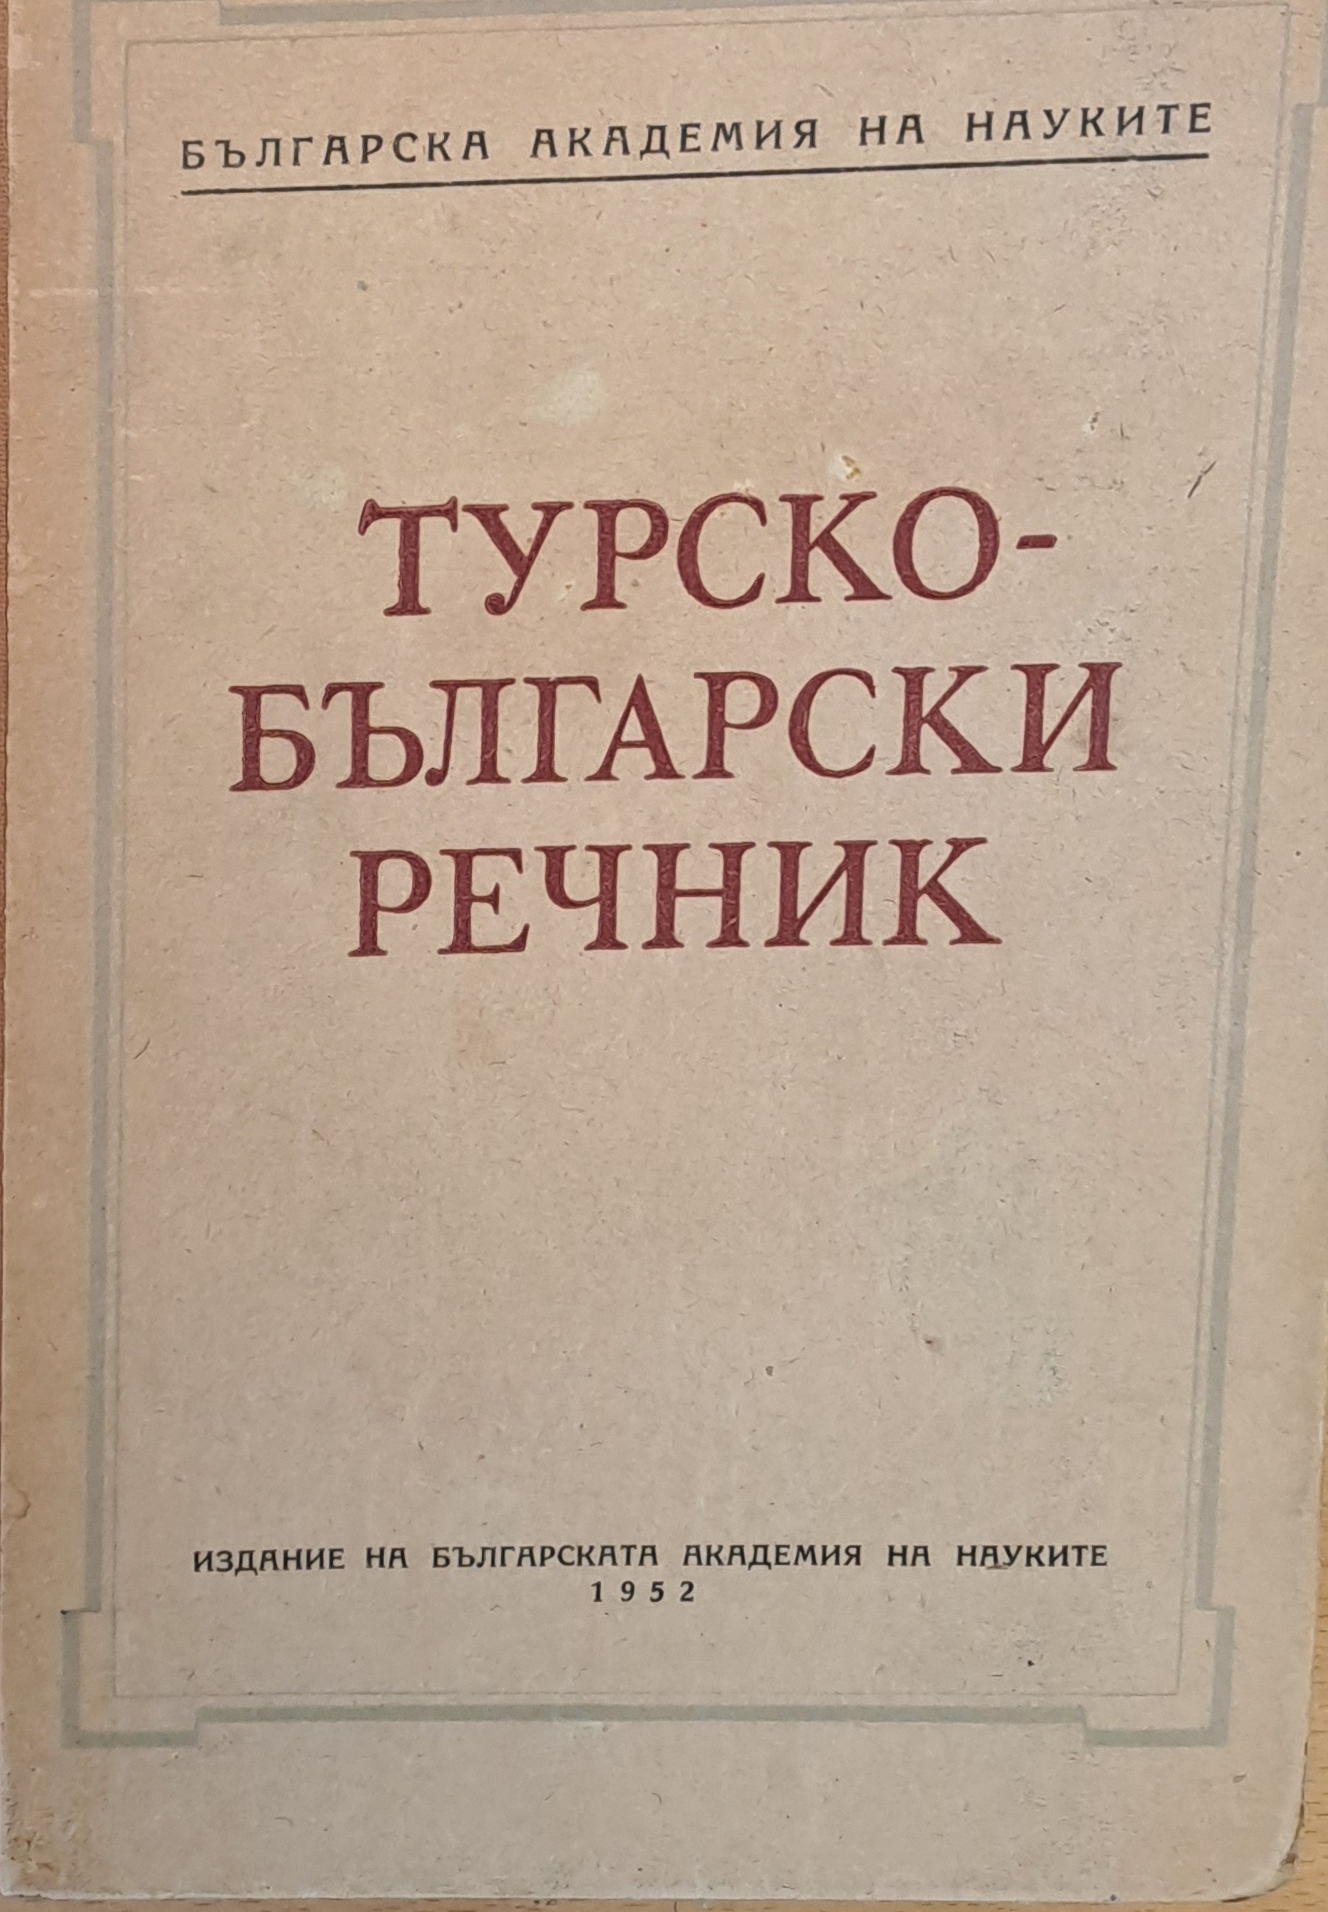 БЪЛГАРСКА АКАДЕМИЯ НА НАУКИТЕ
ТУРСКО-
БЪЛГАРСКИ
РЕЧНИК
ИЗДАНИЕ НА БЪЛГАРСКАТА АКАДЕМИЯ НА НАУКИТЕ
1952